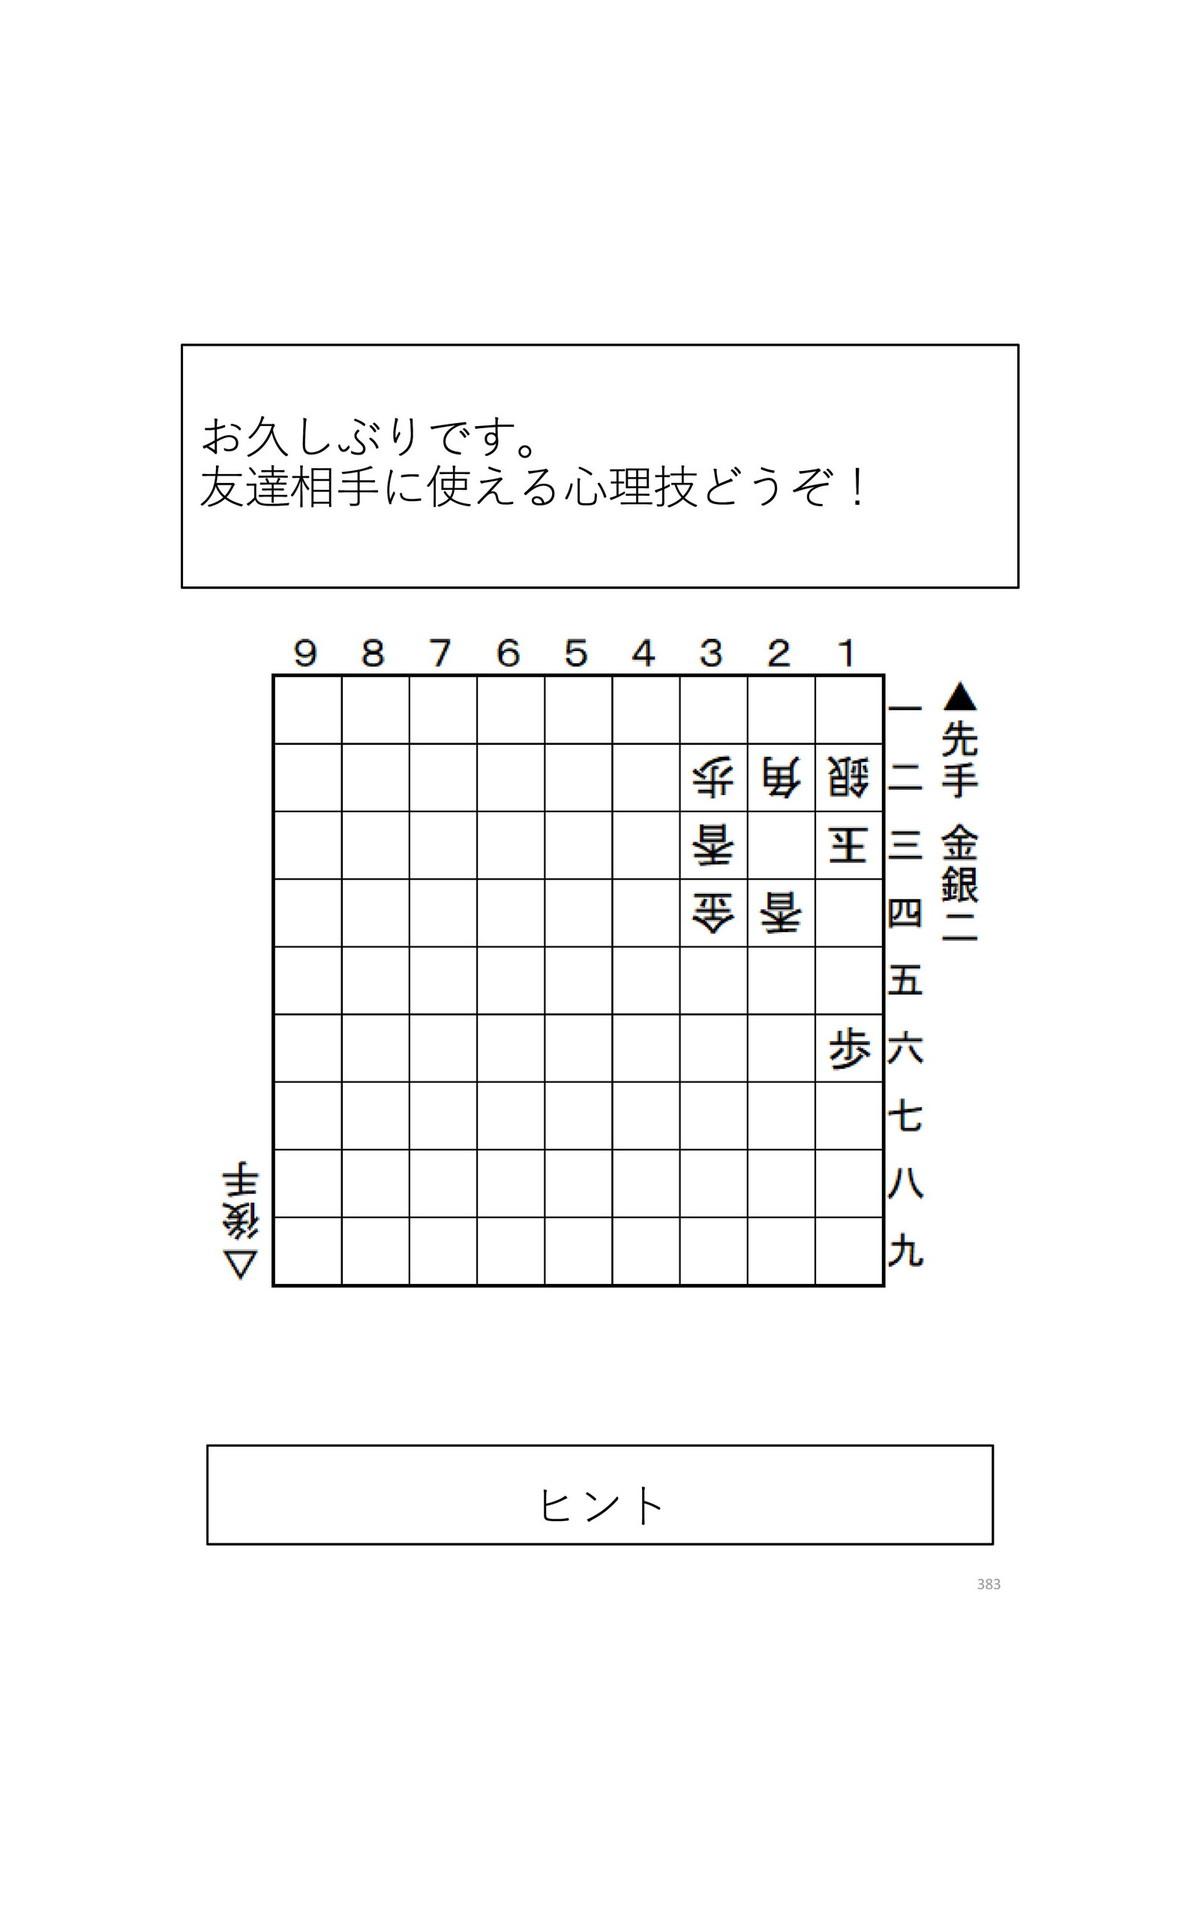 お久しぶりです。
友達相手に使える心理技どうぞ！
9 8 7 6 5 4 3 2 1
一
歩 角 銀 二
香 王 三
金 香 四
五
歩 六
七
八
九
▲先手 金銀二
△後手
ヒント
383